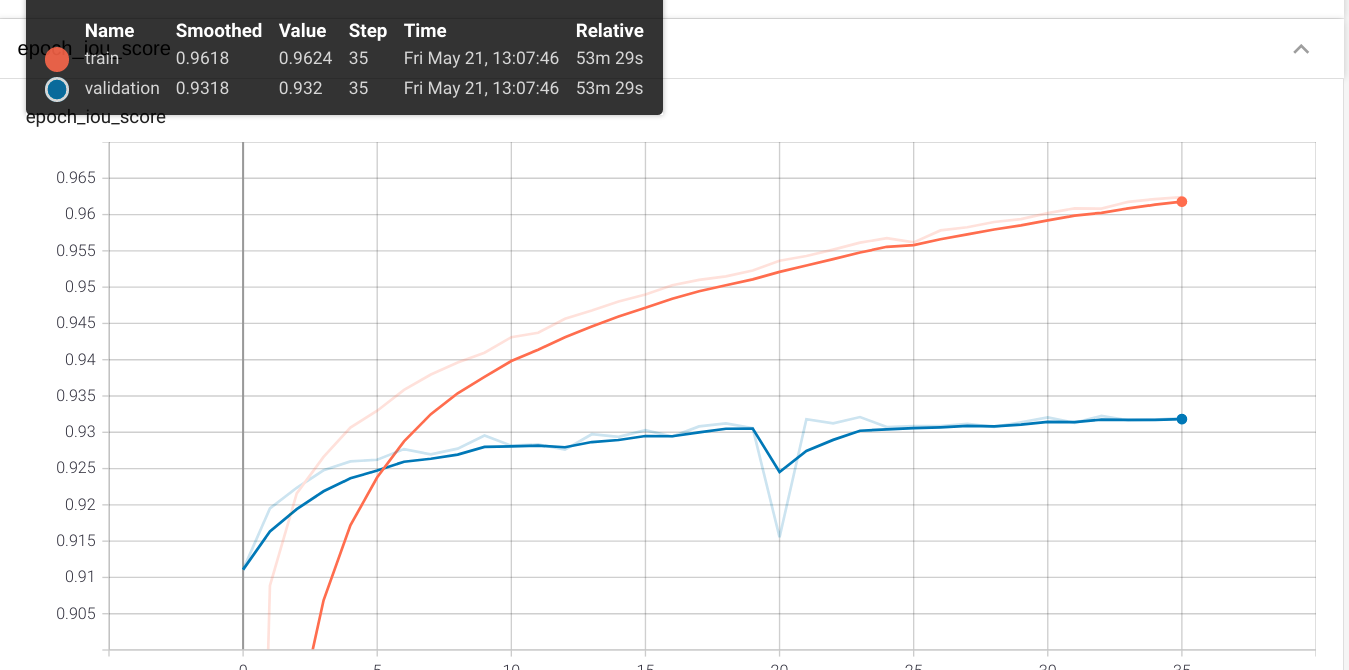 Name Smoothed Value Step Time Relative
epoch_iou_score
train 0.9618 0.9624 35 Fri May 21, 13:07:46 53m 29s
validation 0.9318 0.932 35 Fri May 21, 13:07:46 53m 29s
epoch_iou_score
0.965
0.96
0.955
0.95
0.945
0.94
0.935
0.93
0.925
0.92
0.915
0.91
0.905
0 5 10 15 20 25 30 35